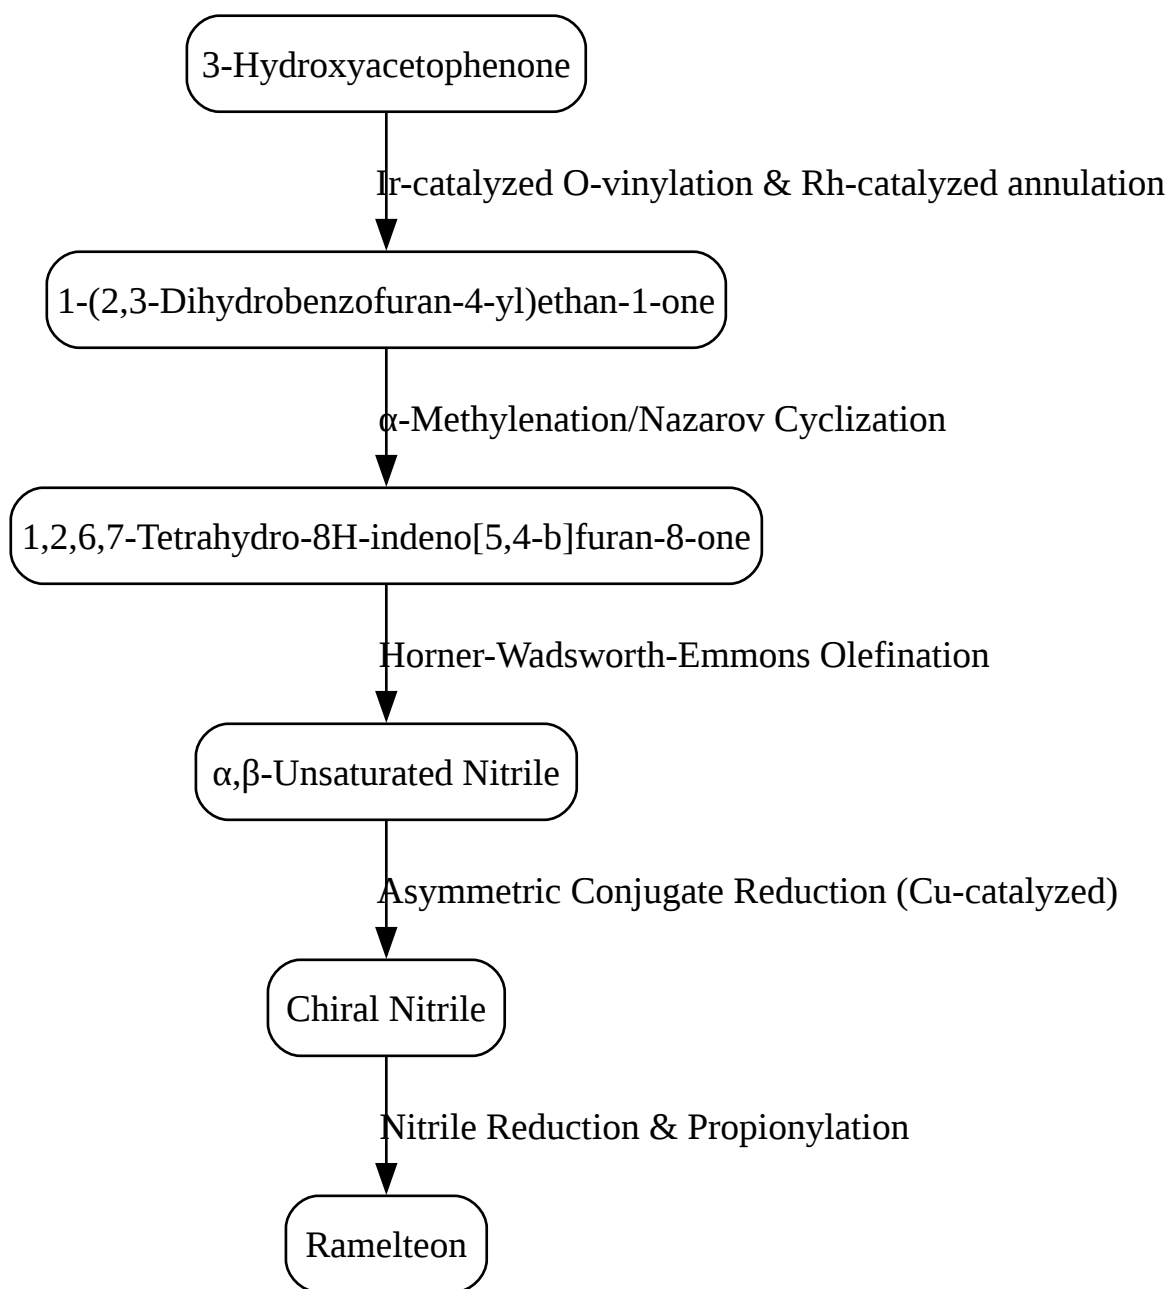 3-Hydroxyacetophenone
Ir-catalyzed O-vinylation & Rh-catalyzed annulation
1-(2,3-Dihydrobenzofuran-4-yl)ethan-1-one
α-Methylenation/Nazarov Cyclization
1,2,6,7-Tetrahydro-8H-indeno[5,4-b]furan-8-one
Horner-Wadsworth-Emmons Olefination
α,β-Unsaturated Nitrile
Asymmetric Conjugate Reduction (Cu-catalyzed)
Chiral Nitrile
Nitrile Reduction & Propionylation
Ramelteon